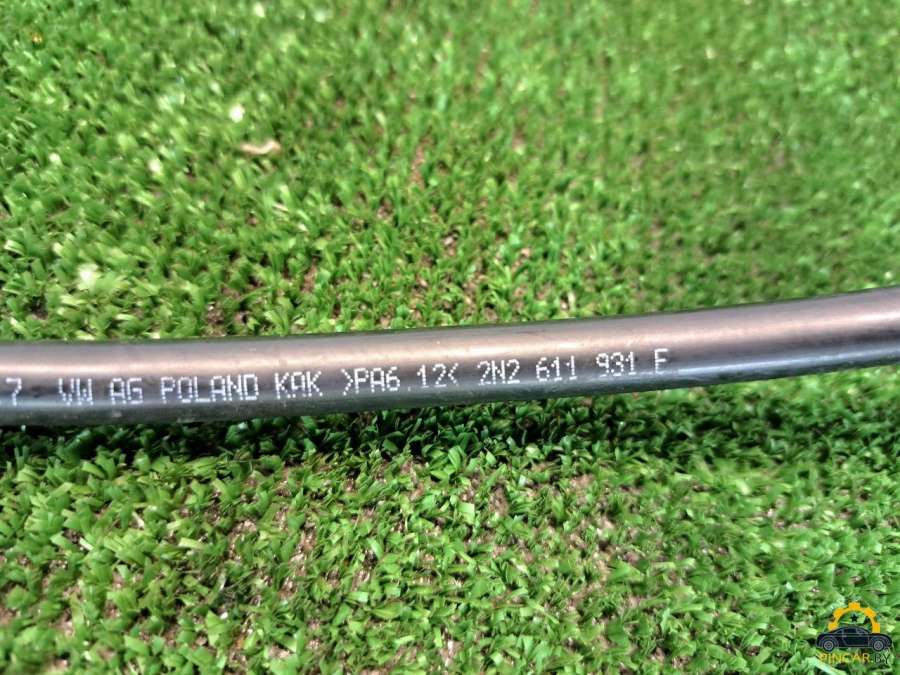 7 VW AG POLAND KAK >PA6.12< 2N2 611 931 F
PINCAR.BY